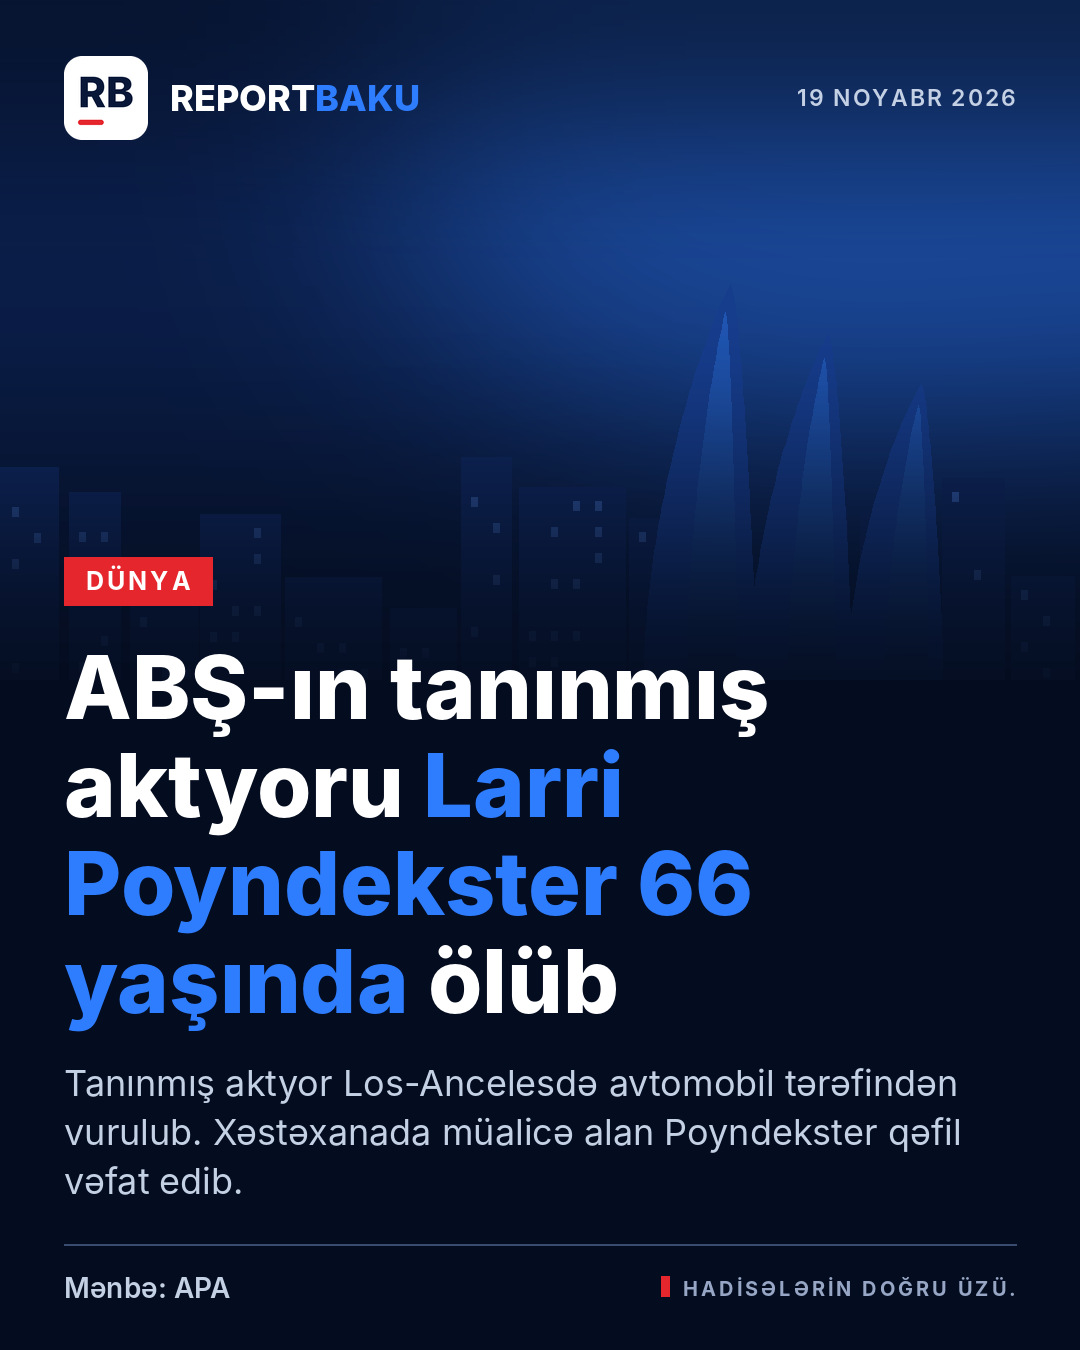 RB
REPORTBAKU
19 NOYABR 2026
DÜNYA
ABŞ-ın tanınmış
aktyoru Larri
Poyndekster 66
yaşında ölüb
Tanınmış aktyor Los-Ancelesdə avtomobil tərəfindən
vurulub. Xəstəxanada müalicə alan Poyndekster qəfil
vəfat edib.
Mənbə: APA
HADİSƏLƏRİN DOĞRU ÜZÜ.